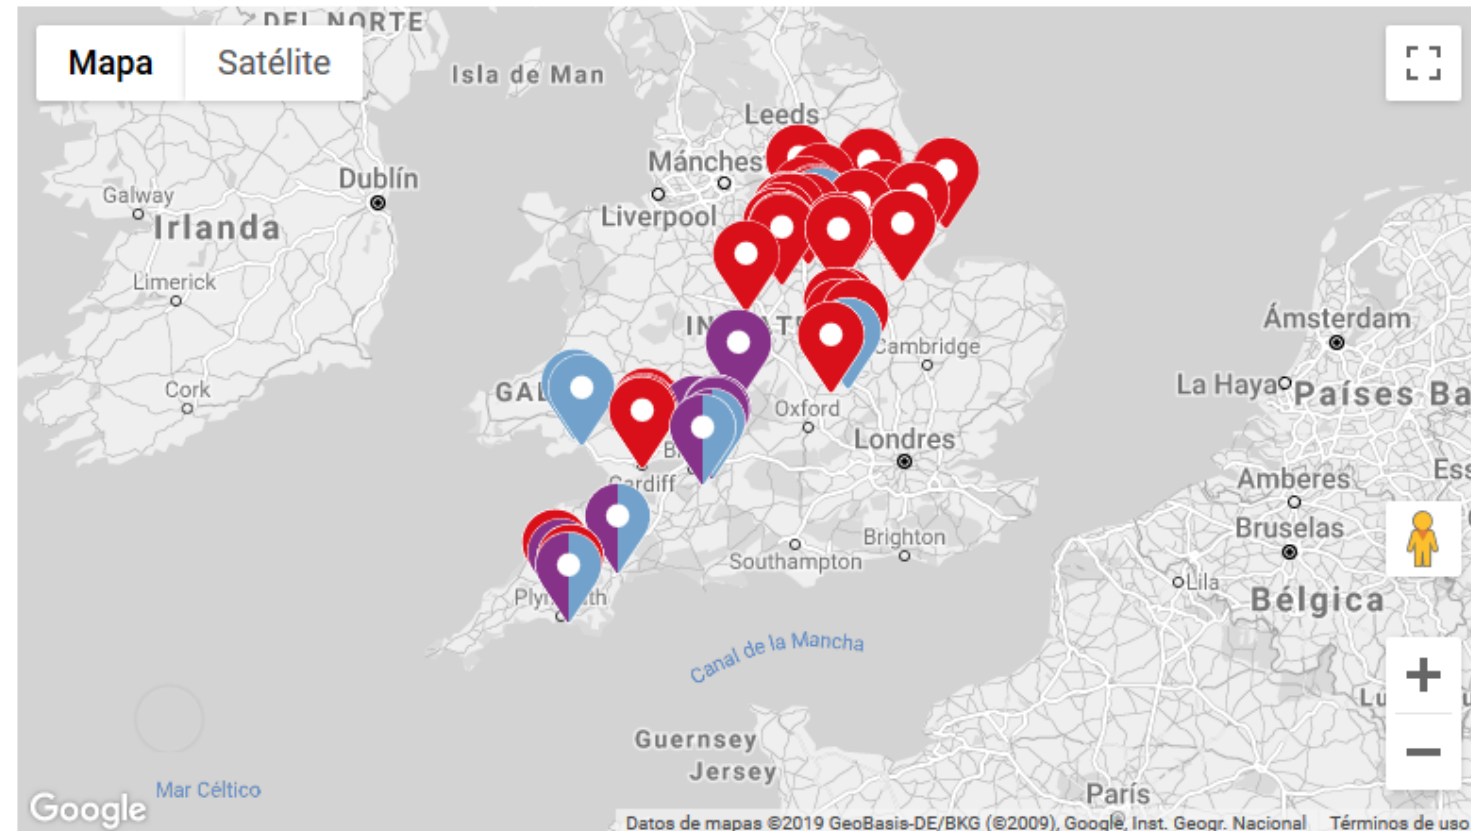 DEL NORTE
Mapa
Satélite
Isla de Man
Leeds
Mánches
Dublín
Galway
Liverpool
Irlanda
Limerick
Ámsterdam
Cambridge
Cork
La Haya
Países Ba
GAL
Oxford
Londres
Cardiff
Amberes
Bruselas
Brighton
Southampton
Lila
Bélgica
Canal de la Mancha
Guernsey
Jersey
Mar Céltico
París
Google
Datos de mapas ©2019 GeoBasis-DE/BKG (©2009), Google, Inst. Geogr. Nacional
Términos de uso